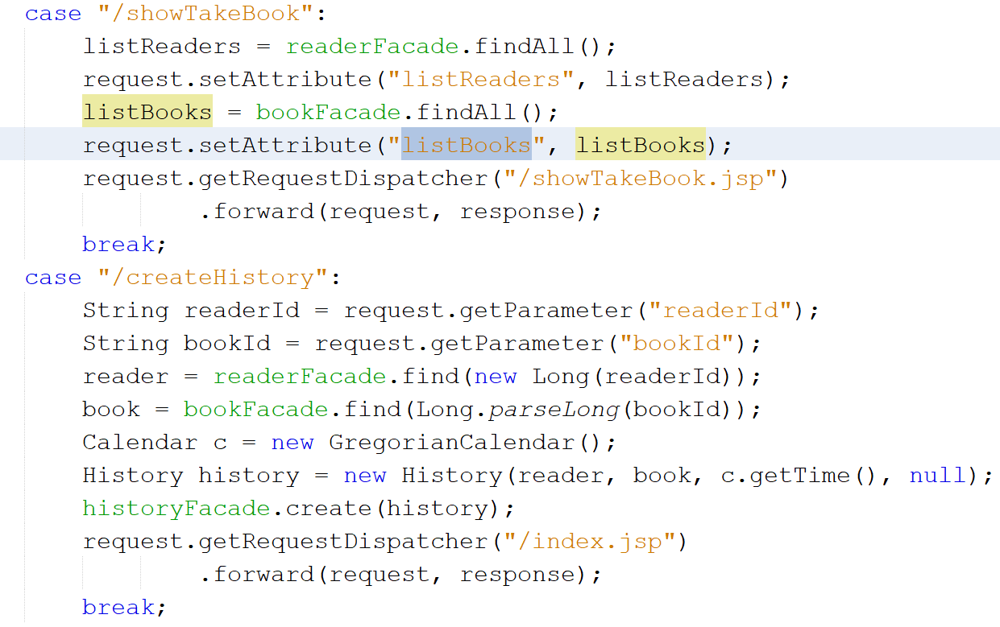 case "/showTakeBook":
listReaders = readerFacade.findAll();
request.setAttribute("listReaders", listReaders);
listBooks = bookFacade.findAll();
request.setAttribute("listBooks", listBooks);
request.getRequestDispatcher("/showTakeBook.jsp")
.forward(request, response);
break;
case "/createHistory":
String readerId = request.getParameter("readerId");
String bookId = request.getParameter("bookId");
reader = readerFacade.find(new Long(readerId));
book = bookFacade.find(Long.parseLong(bookId));
Calendar c = new GregorianCalendar();
History history = new History(reader, book, c.getTime(), null);
historyFacade.create(history);
request.getRequestDispatcher("/index.jsp")
.forward(request, response);
break;